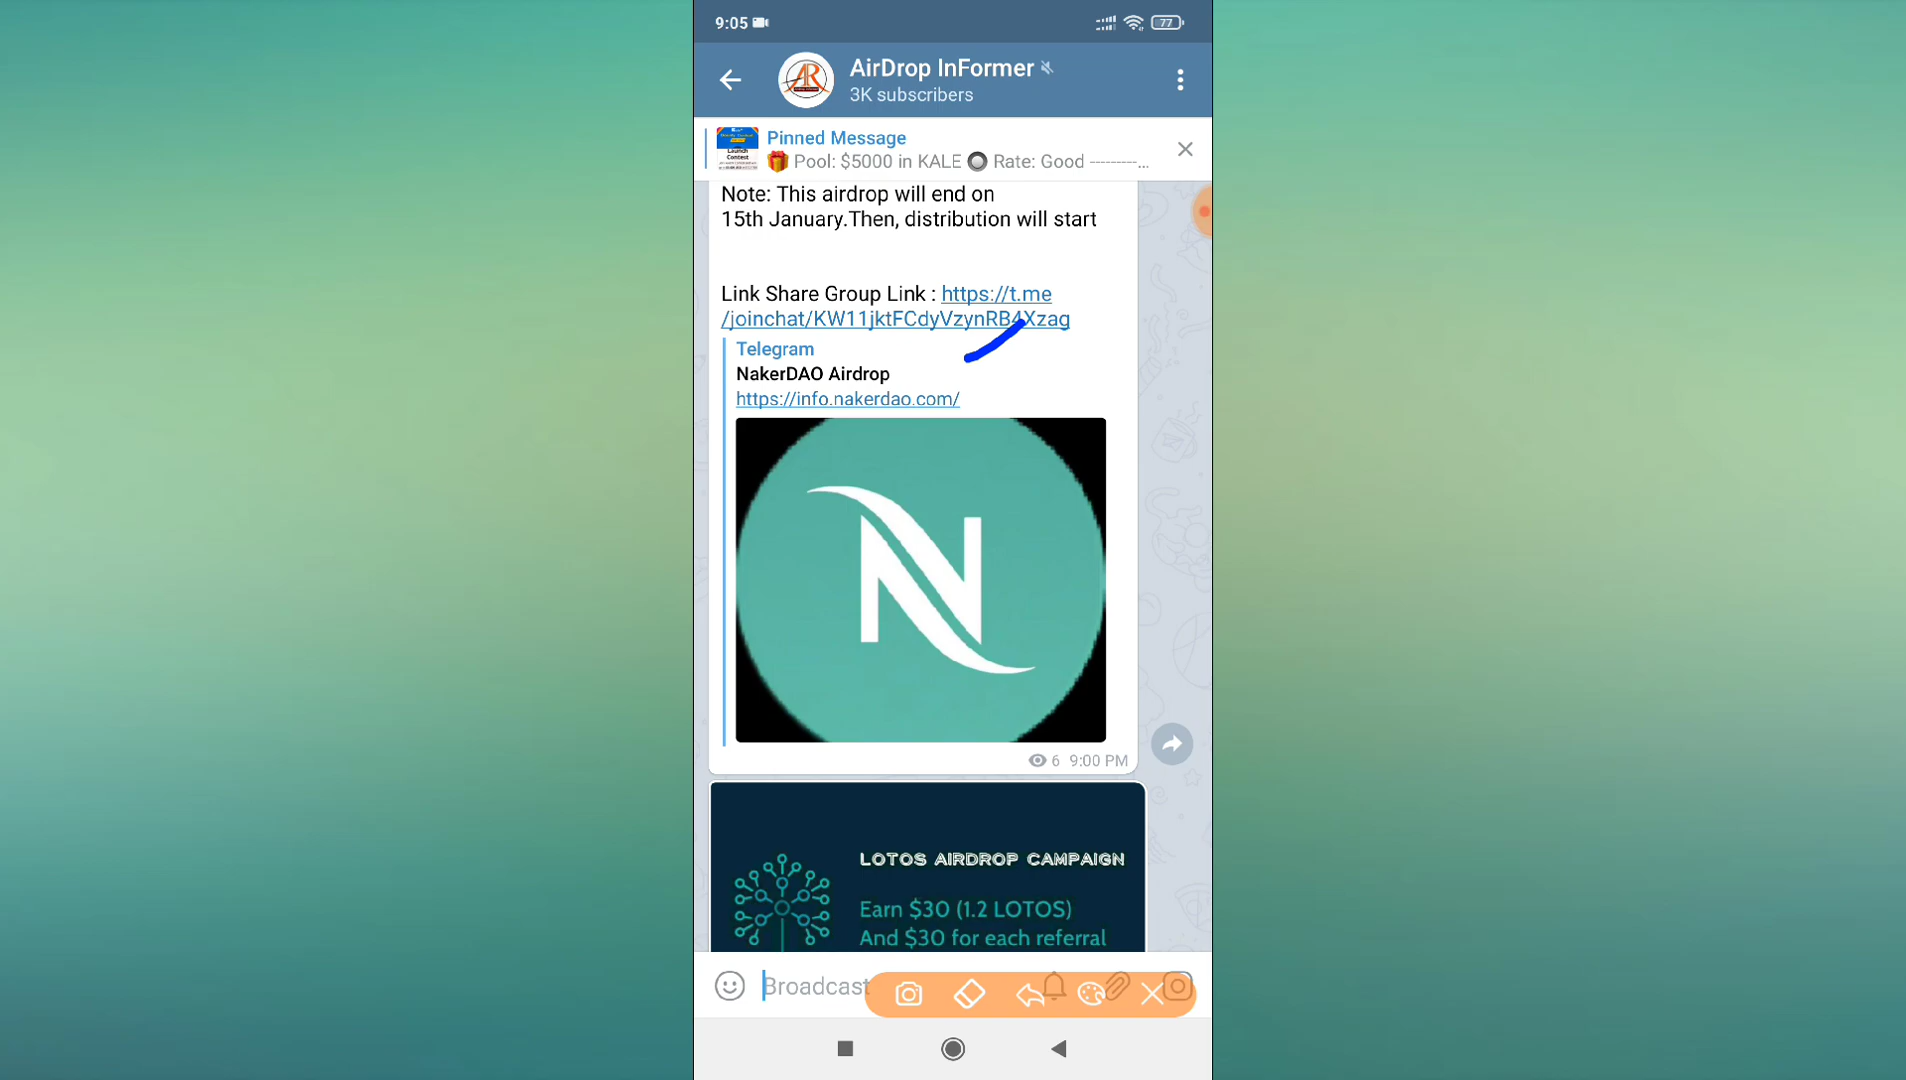 9:05
77
AirDrop InFormer
3K subscribers
Pinned Message
🎁 Pool: $5000 in KALE 🔘 Rate: Good ---------...
Launch
Contest
Note: This airdrop will end on
15th January.Then, distribution will start
Link Share Group Link : https://t.me
/joinchat/KW11jktFCdyVzynRB4Xzag
Telegram
NakerDAO Airdrop
https://info.nakerdao.com/
N
6 9:00 PM
LOTOS AIRDROP CAMPAIGN
Earn $30 (1.2 LOTOS)
And $30 for each referral
Broadcast